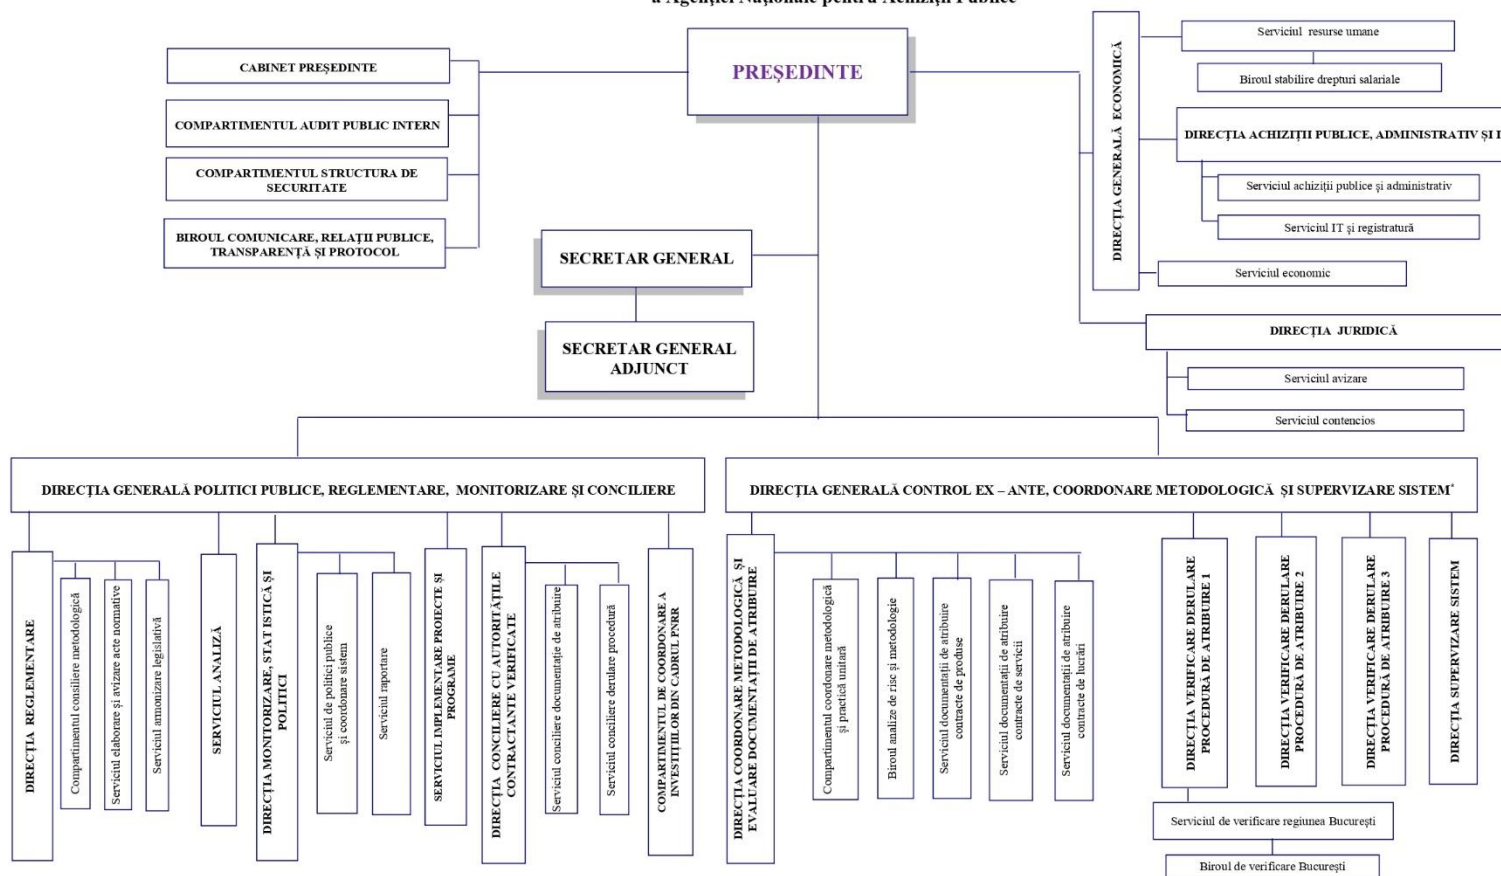 a Agenției Naționale pentru Achiziții Publice
PREȘEDINTE
CABINET PREȘEDINTE
COMPARTIMENTUL AUDIT PUBLIC INTERN
COMPARTIMENTUL STRUCTURA DE
SECURITATE
BIROUL COMUNICARE, RELAȚII PUBLICE,
TRANSPARENȚĂ ȘI PROTOCOL
SECRETAR GENERAL
SECRETAR GENERAL
ADJUNCT
DIRECȚIA GENERALĂ ECONOMICĂ
Serviciul resurse umane
Biroul stabilire drepturi salariale
DIRECȚIA ACHIZIȚII PUBLICE, ADMINISTRATIV ȘI I
Serviciul achiziții publice și administrativ
Serviciul IT și registratură
Serviciul economic
DIRECȚIA JURIDICĂ
Serviciul avizare
Serviciul contencios
DIRECȚIA GENERALĂ POLITICI PUBLICE, REGLEMENTARE, MONITORIZARE ȘI CONCILIERE
DIRECȚIA REGLEMENTARE
Compartimentul consiliere metodologică
Serviciul elaborare și avizare acte normative
Serviciul armonizare legislativă
SERVICIUL ANALIZĂ
DIRECȚIA MONITORIZARE, STAT ISTICĂ ȘI
POLITICI
Serviciul de politici publice
și coordonare sistem
Serviciul raportare
SERVICIUL IMPLEMENTARE PROIECTE ȘI
PROGRAME
DIRECȚIA CONCILIERE CU AUTORITĂȚILE
CONTRACTANTE VERIFICATE
Serviciul conciliere documentație de atribuire
Serviciul conciliere derulare procedură
COMPARTIMENTUL DE COORDONARE A
INVESTIȚIILOR DIN CADRUL PNRR
DIRECȚIA GENERALĂ CONTROL EX – ANTE, COORDONARE METODOLOGICĂ ȘI SUPERVIZARE SISTEM*
DIRECȚIA COORDONARE METODOLOGICĂ ȘI
EVALUARE DOCUMENTAȚII DE ATRIBUIRE
Compartimentul coordonare metodologică
și practică unitară
Biroul analize de risc și metodologie
Serviciul documentații de atribuire
contracte de produse
Serviciul documentații de atribuire
contracte de servicii
Serviciul documentații de atribuire
contracte de lucrări
DIRECȚIA VERIFICARE DERULARE
PROCEDURĂ DE ATRIBUIRE 1
DIRECȚIA VERIFICARE DERULARE
PROCEDURĂ DE ATRIBUIRE 2
DIRECȚIA VERIFICARE DERULARE
PROCEDURĂ DE ATRIBUIRE 3
DIRECȚIA SUPERVIZARE SISTEM
Serviciul de verificare regiunea București
Biroul de verificare București